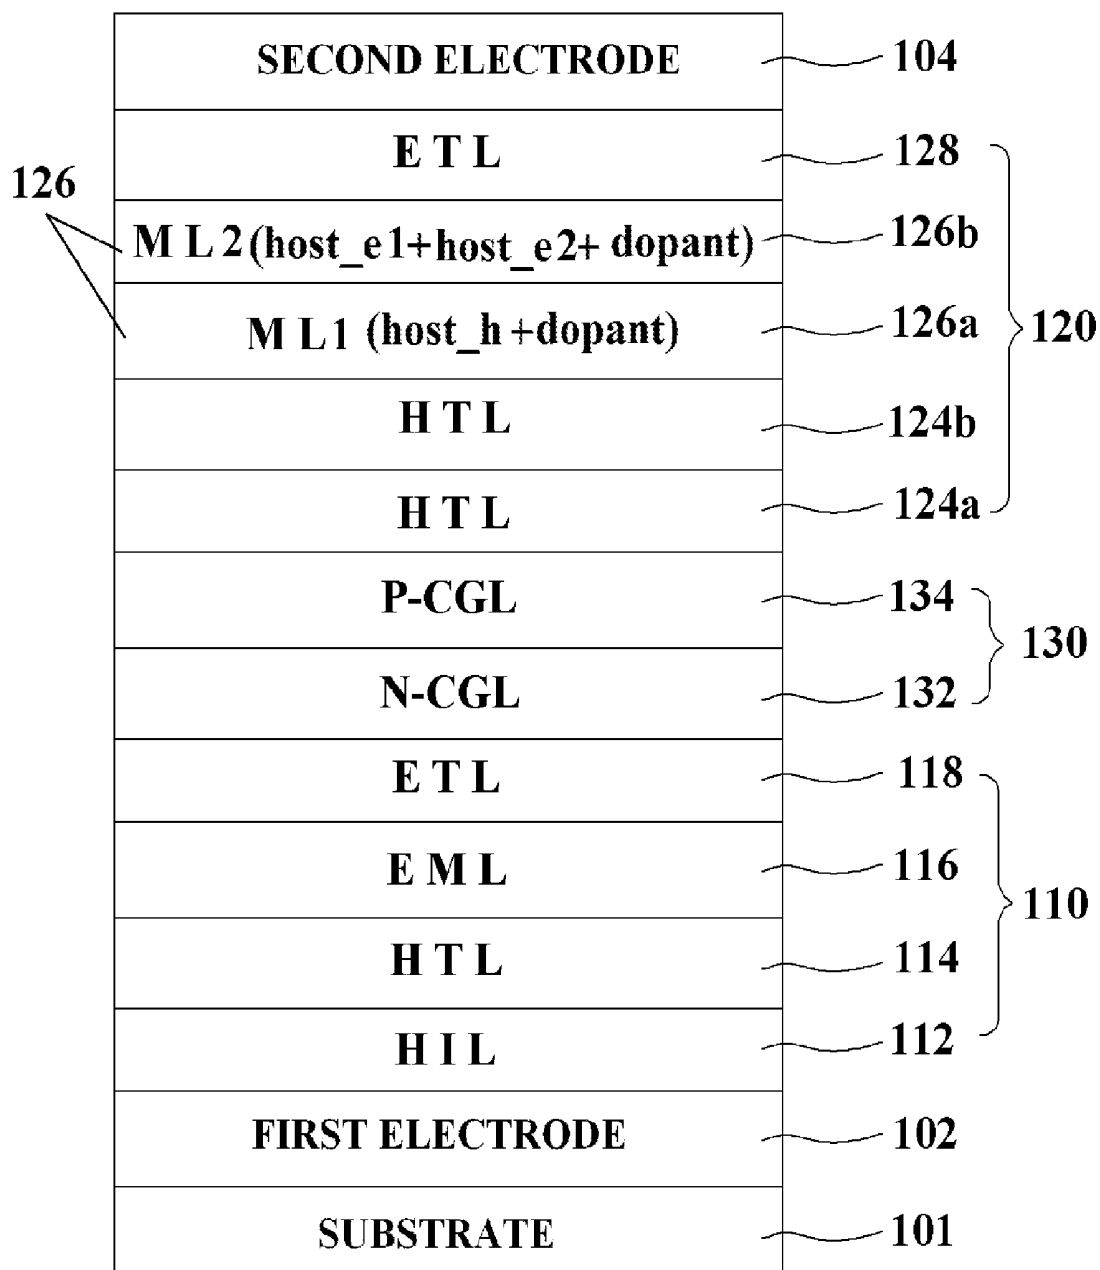 SECOND ELECTRODE 104
E T L 128
126
M L 2 (host_e1+host_e2+ dopant) 126b
M L1 (host_h +dopant) 126a
120
H T L 124b
H T L 124a
P-CGL 134
130
N-CGL 132
E T L 118
E M L 116
110
H T L 114
H I L 112
FIRST ELECTRODE 102
SUBSTRATE 101